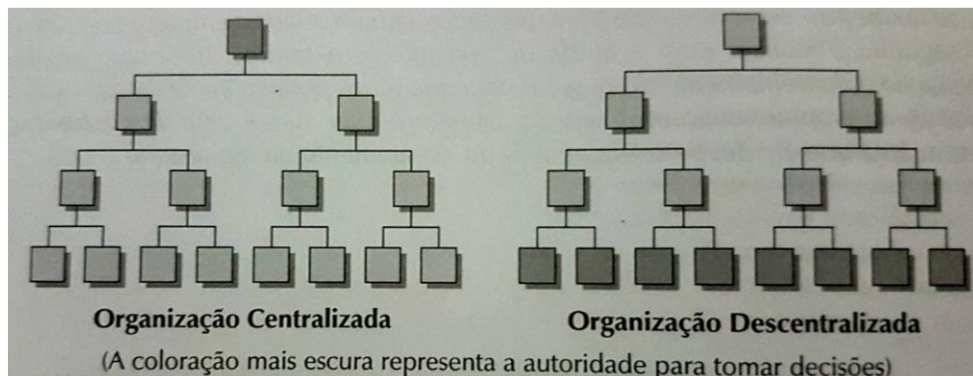 Organização Centralizada
Organização Descentralizada
(A coloração mais escura representa a autoridade para tomar decisões)